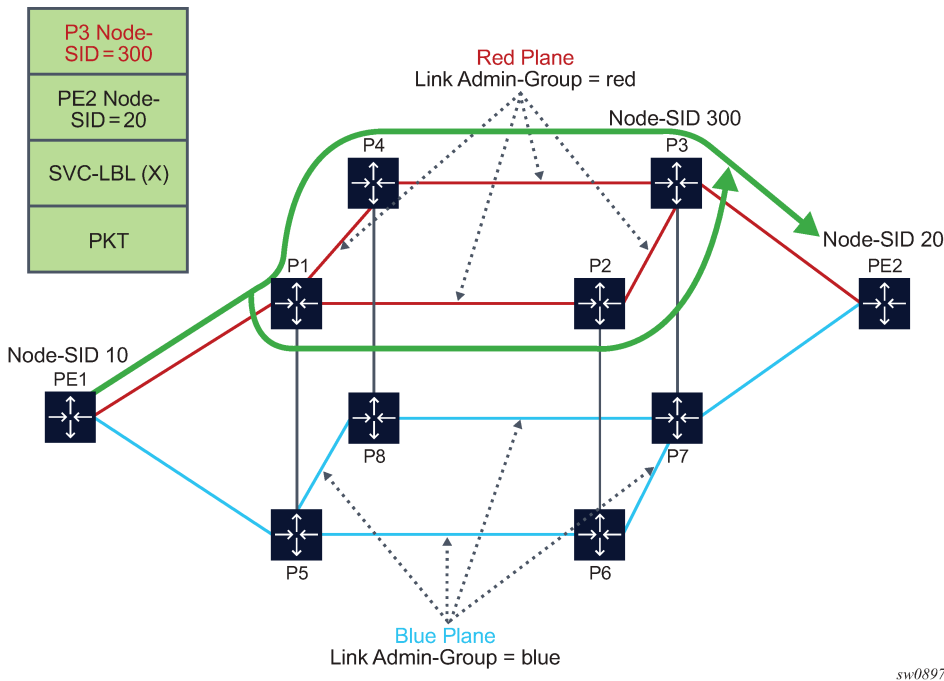 P3 Node-
SID = 300
PE2 Node-
SID = 20
SVC-LBL (X)
PKT
Red Plane
Link Admin-Group = red
Node-SID 300
P4
P3
Node-SID 20
P1
P2
PE2
Node-SID 10
PE1
P8
P7
P5
P6
Blue Plane
Link Admin-Group = blue
sw0897